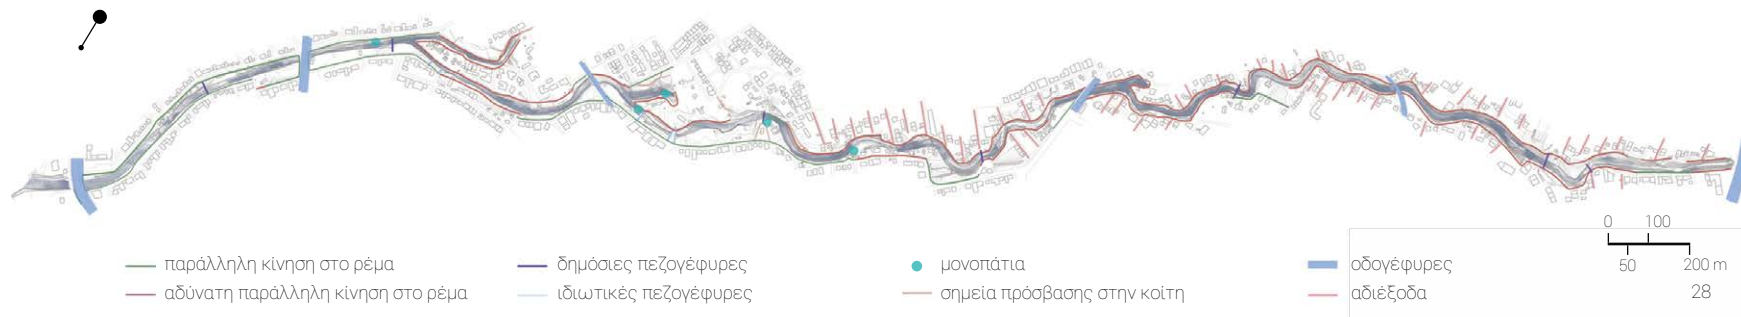 0 100
50 200 m
παράλληλη κίνηση στο ρέμα
αδύνατη παράλληλη κίνηση στο ρέμα
δημόσιες πεζογέφυρες
ιδιωτικές πεζογέφυρες
μονοπάτια
σημεία πρόσβασης στην κοίτη
οδογέφυρες
αδιέξοδα
28